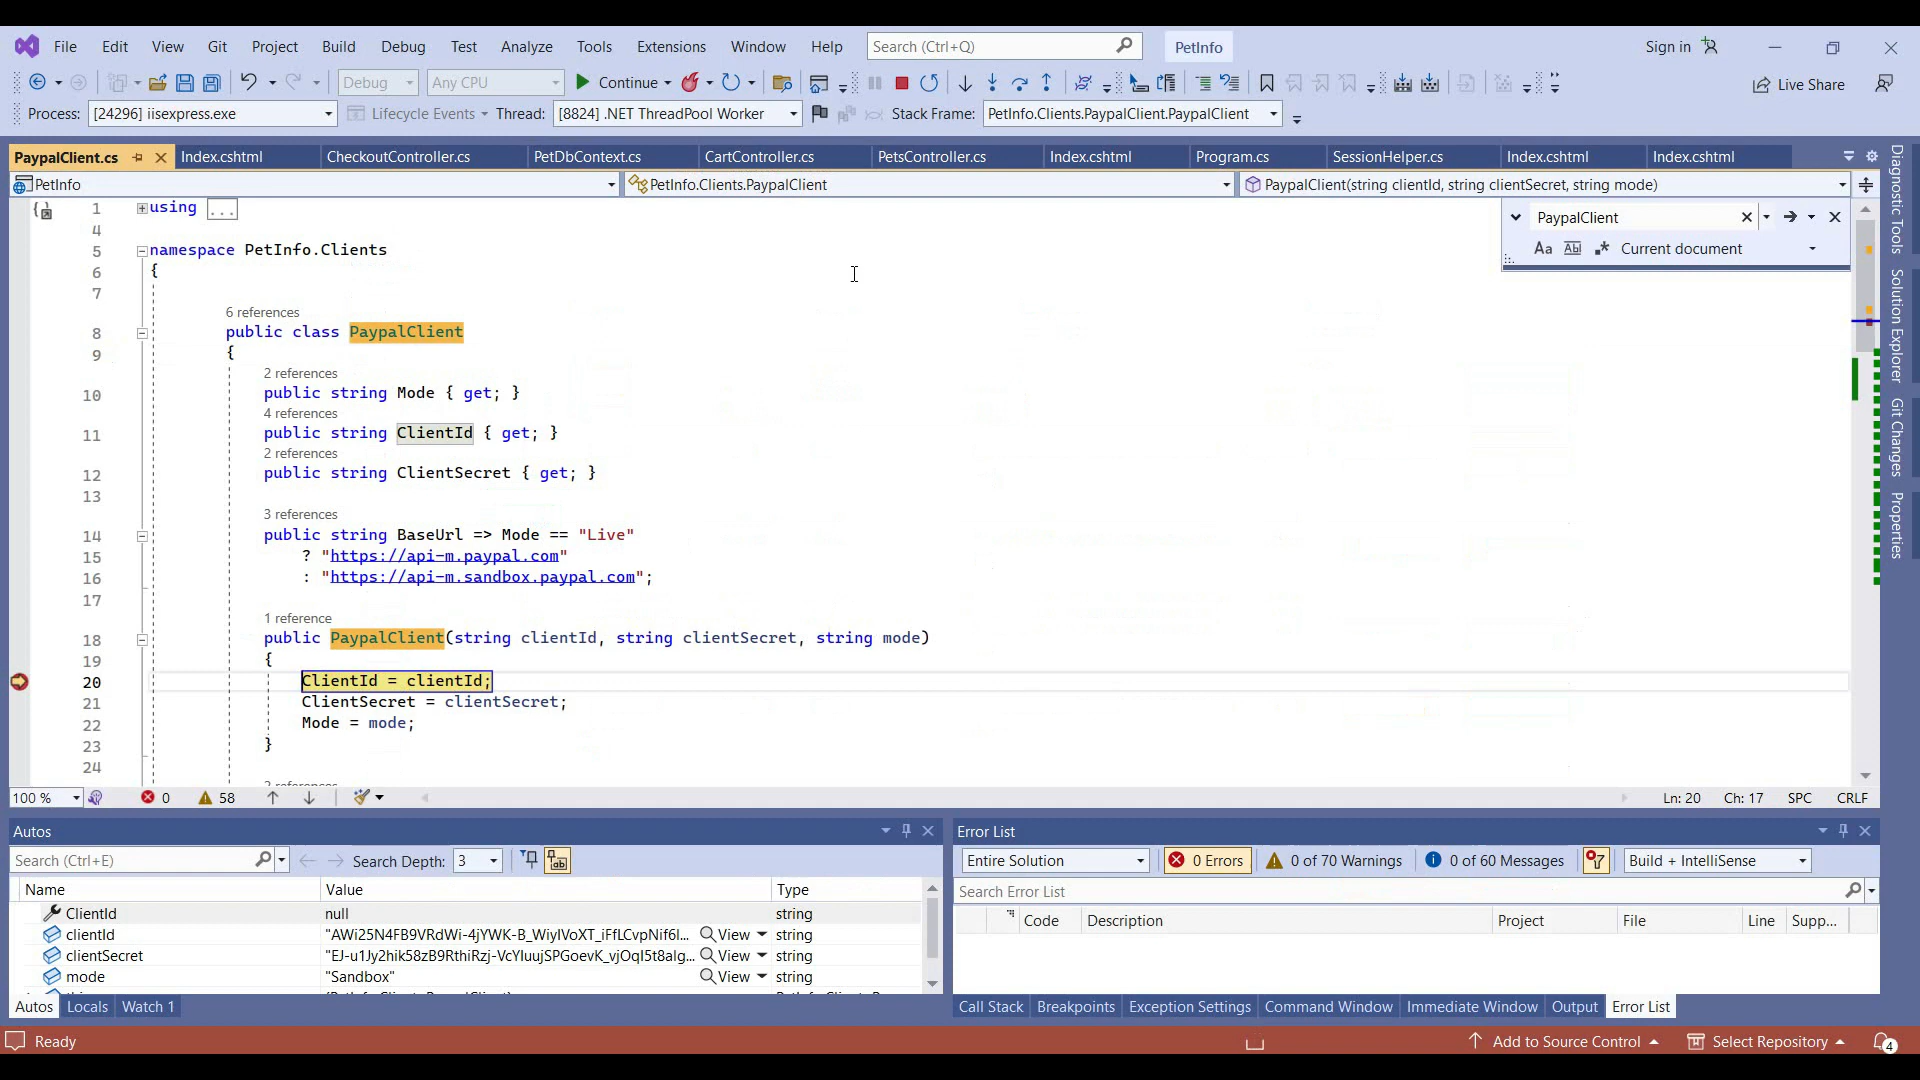 File Edit View Git Project Build Debug Test Analyze Tools Extensions Window Help Search (Ctrl+Q) PetInfo Sign in
Debug Any CPU Continue Live Share
Process: [24296] iisexpress.exe Lifecycle Events Thread: [8824] .NET ThreadPool Worker Stack Frame: PetInfo.Clients.PaypalClient.PaypalClient
PaypalClient.cs Index.cshtml CheckoutController.cs PetDbContext.cs CartController.cs PetsController.cs Index.cshtml Program.cs SessionHelper.cs Index.cshtml Index.cshtml
PetInfo PetInfo.Clients.PaypalClient PaypalClient(string clientId, string clientSecret, string mode)
1 using ...
4
5 namespace PetInfo.Clients
6 {
7
6 references
8 public class PaypalClient
9 {
2 references
10 public string Mode { get; }
4 references
11 public string ClientId { get; }
2 references
12 public string ClientSecret { get; }
13
3 references
14 public string BaseUrl => Mode == "Live"
15 ? "https://api-m.paypal.com"
16 : "https://api-m.sandbox.paypal.com";
17
1 reference
18 public PaypalClient(string clientId, string clientSecret, string mode)
19 {
20 ClientId = clientId;
21 ClientSecret = clientSecret;
22 Mode = mode;
23 }
24
PaypalClient
Aa Abl Current document
Diagnostic Tools
Solution Explorer
Git Changes
Properties
100 % 0 58 Ln: 20 Ch: 17 SPC CRLF
Autos
Search (Ctrl+E) Search Depth: 3
Name Value Type
ClientId null string
clientId "AWi25N4FB9VRdWi-4jYWK-B_WiyIVoXT_iFfLCvpNif6l... View string
clientSecret "EJ-u1Jy2hik58zB9RthiRzj-VcYIuujSPGoevK_vjOqI5t8alg... View string
mode "Sandbox" View string
Autos Locals Watch 1
Error List
Entire Solution 0 Errors 0 of 70 Warnings 0 of 60 Messages Build + IntelliSense
Search Error List
Code Description Project File Line Supp...
Call Stack Breakpoints Exception Settings Command Window Immediate Window Output Error List
Ready Add to Source Control Select Repository 4